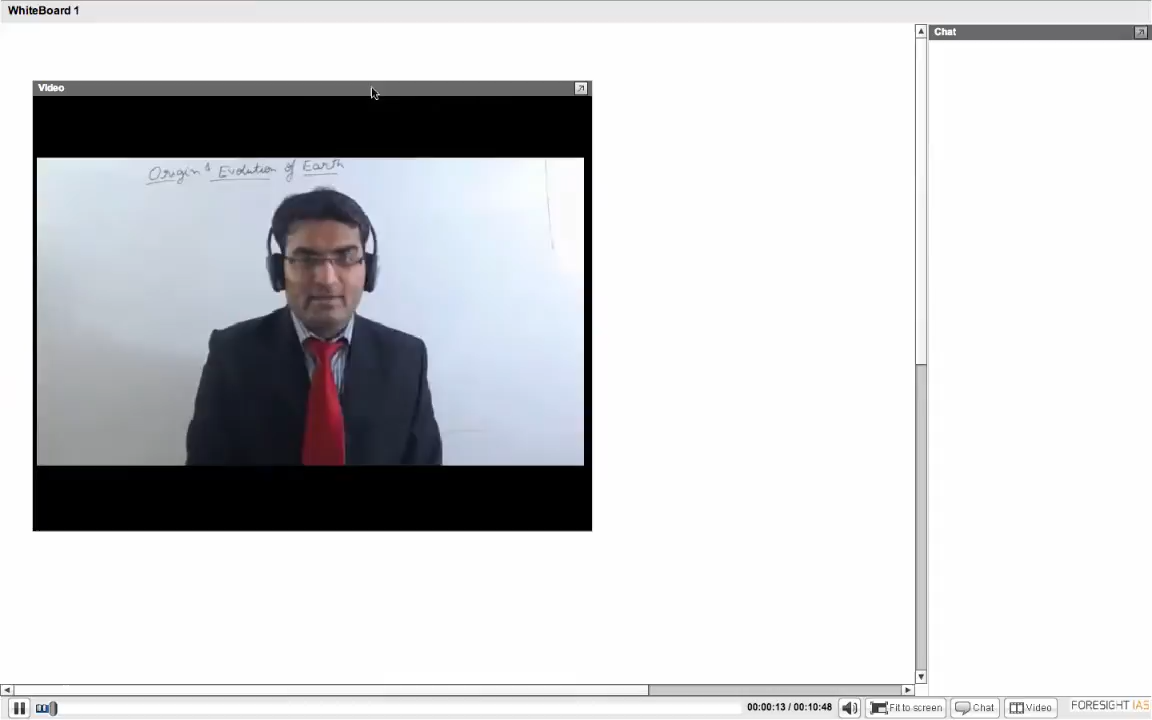 WhiteBoard 1
Chat
Video
Origin & Evolution of Earth
00:00:13 / 00:10:48
Fit to screen
Chat
Video
FORESIGHT IAS